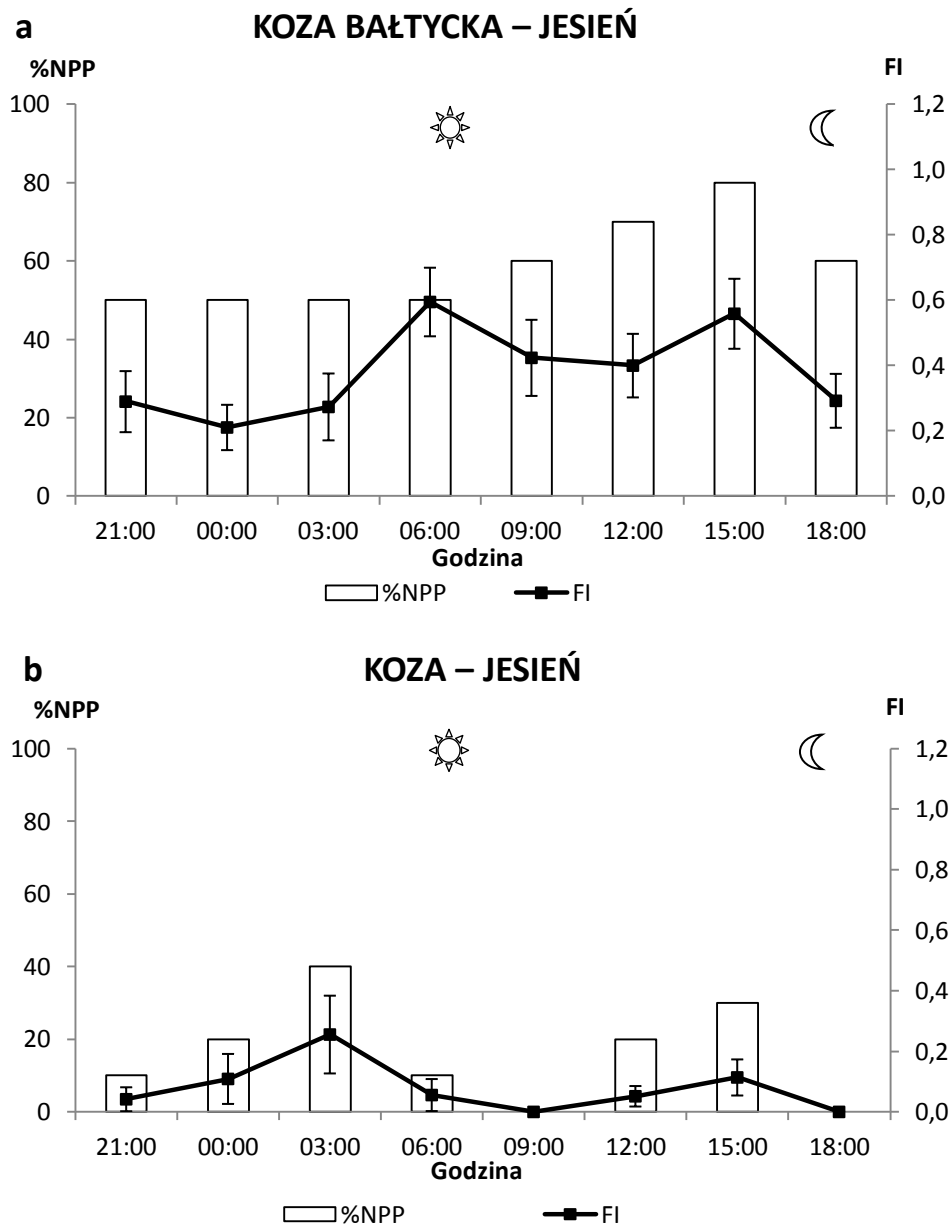 a KOZA BAŁTYCKA – JESIEŃ
%NPP FI
100 1,2
80 1,0
60 0,8
40 0,6
20 0,4
0 0,2
0,0
21:00 00:00 03:00 06:00 09:00 12:00 15:00 18:00
Godzina
%NPP FI
b KOZA – JESIEŃ
%NPP FI
100 1,2
80 1,0
60 0,8
40 0,6
20 0,4
0 0,2
0,0
21:00 00:00 03:00 06:00 09:00 12:00 15:00 18:00
Godzina
%NPP FI